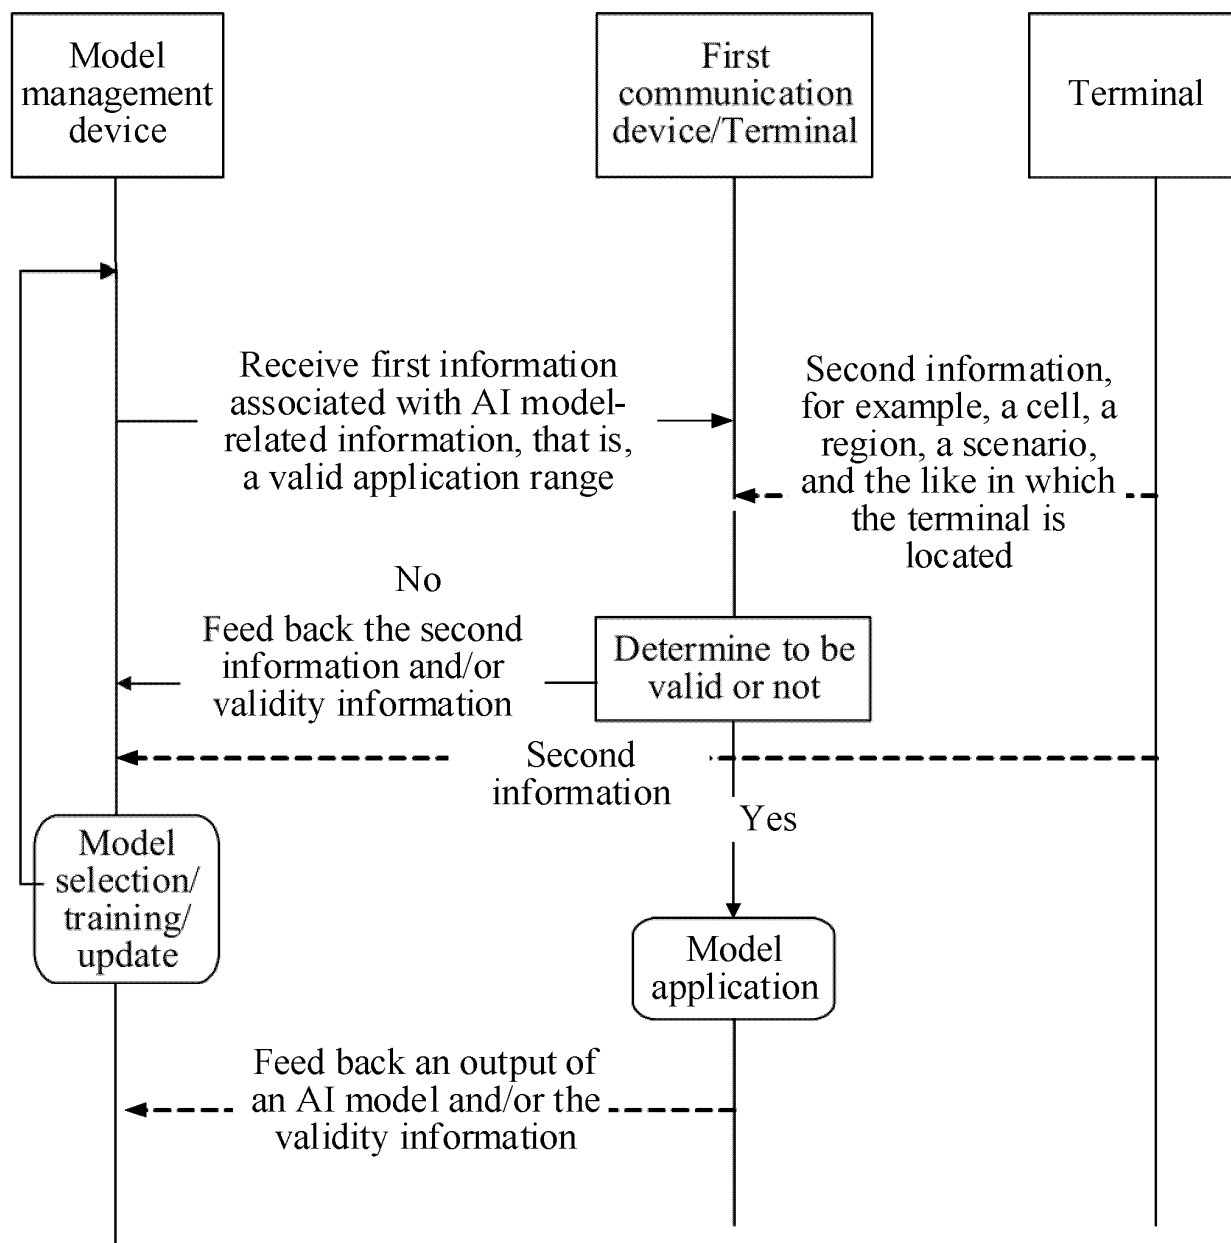 Model
management
device
First
communication
device/Terminal
Terminal
Receive first information
associated with AI model-
related information, that is,
a valid application range
Second information,
for example, a cell, a
region, a scenario,
and the like in which
the terminal is
located
No
Feed back the second
information and/or
validity information
Determine to be
valid or not
Second
information
Yes
Model
selection/
training/
update
Model
application
Feed back an output of
an AI model and/or the
validity information